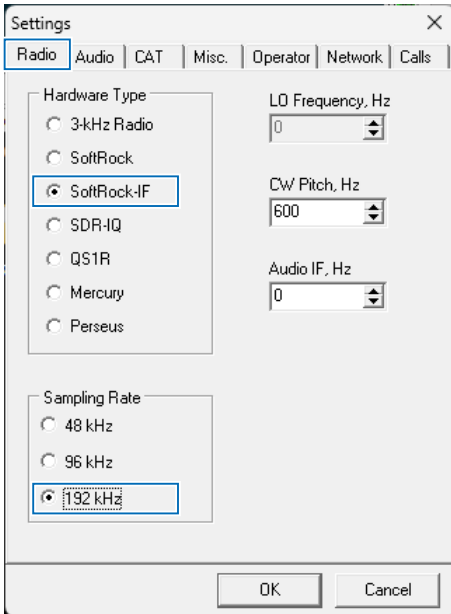 Settings
Radio Audio CAT Misc. Operator Network Calls
Hardware Type
3-kHz Radio
SoftRock
SoftRock-IF
SDR-IQ
QS1R
Mercury
Perseus
LO Frequency, Hz
0
CW Pitch, Hz
600
Audio IF, Hz
0
Sampling Rate
48 kHz
96 kHz
192 kHz
OK Cancel